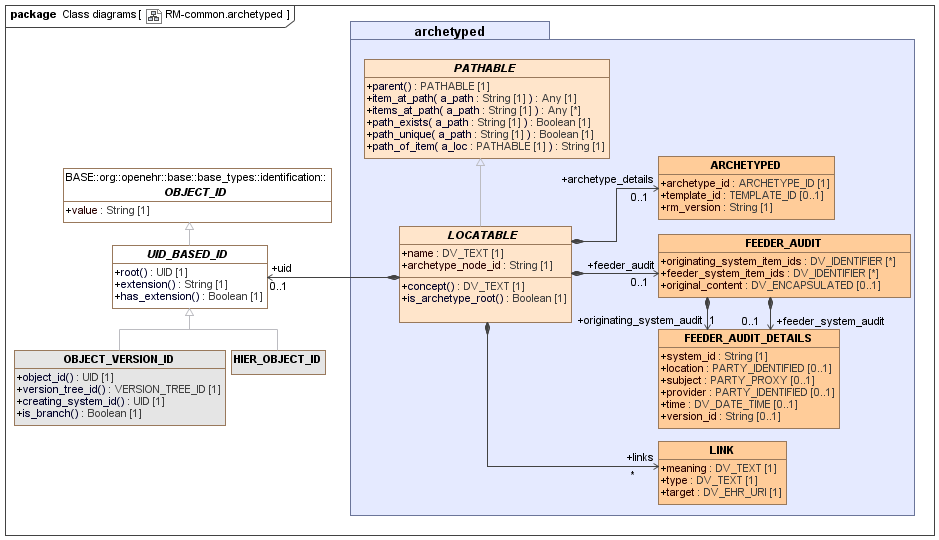 package Class diagrams [ RM-common.archetyped ]
archetyped
PATHABLE
+parent() : PATHABLE [1]
+item_at_path( a_path : String [1] ) : Any [1]
+items_at_path( a_path : String [1] ) : Any [*]
+path_exists( a_path : String [1] ) : Boolean [1]
+path_unique( a_path : String [1] ) : Boolean [1]
+path_of_item( a_loc : PATHABLE [1] ) : String [1]
BASE::org::openehr::base::base_types::identification::
OBJECT_ID
+value : String [1]
UID_BASED_ID
+root() : UID [1]
+extension() : String [1]
+has_extension() : Boolean [1]
OBJECT_VERSION_ID
+object_id() : UID [1]
+version_tree_id() : VERSION_TREE_ID [1]
+creating_system_id() : UID [1]
+is_branch() : Boolean [1]
HIER_OBJECT_ID
+uid
0..1
LOCATABLE
+name : DV_TEXT [1]
+archetype_node_id : String [1]
+concept() : DV_TEXT [1]
+is_archetype_root() : Boolean [1]
+archetype_details
0..1
ARCHETYPED
+archetype_id : ARCHETYPE_ID [1]
+template_id : TEMPLATE_ID [0..1]
+rm_version : String [1]
+feeder_audit
0..1
FEEDER_AUDIT
+originating_system_item_ids : DV_IDENTIFIER [*]
+feeder_system_item_ids : DV_IDENTIFIER [*]
+original_content : DV_ENCAPSULATED [0..1]
+originating_system_audit 1
0..1 +feeder_system_audit
FEEDER_AUDIT_DETAILS
+system_id : String [1]
+location : PARTY_IDENTIFIED [0..1]
+subject : PARTY_PROXY [0..1]
+provider : PARTY_IDENTIFIED [0..1]
+time : DV_DATE_TIME [0..1]
+version_id : String [0..1]
+links
*
LINK
+meaning : DV_TEXT [1]
+type : DV_TEXT [1]
+target : DV_EHR_URI [1]